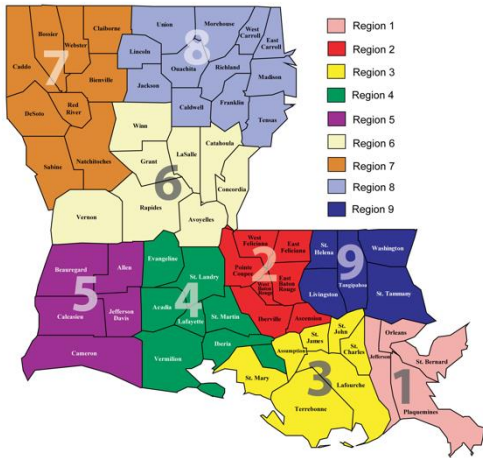 Union
Morehouse
West
Carroll
East
Carroll
Claiborne
Bossier
Webster
Lincoln
8
Caddo
7
Ouachita
Richland
Madison
Bienville
Jackson
Franklin
Caldwell
Tensas
DeSoto
Red
River
Winn
Catahoula
Sabine
Natchitoches
Grant
LaSalle
6
Concordia
Rapides
Vernon
Avoyelles
West
Feliciana
East
Feliciana
St.
Helena
Washington
Beauregard
Allen
Evangeline
St. Landry
Pointe
Coupee
2
West
Baton
Rouge
East
Baton
Rouge
9
Tangipahoa
Livingston
St. Tammany
5
4
Calcasieu
Jefferson
Davis
Acadia
Lafayette
St. Martin
Iberville
Ascension
Cameron
Vermilion
Iberia
Assumption
St.
James
St.
John
St.
Charles
Orleans
Jefferson
St. Bernard
St. Mary
3
Lafourche
1
Terrebonne
Plaquemines
Region 1
Region 2
Region 3
Region 4
Region 5
Region 6
Region 7
Region 8
Region 9